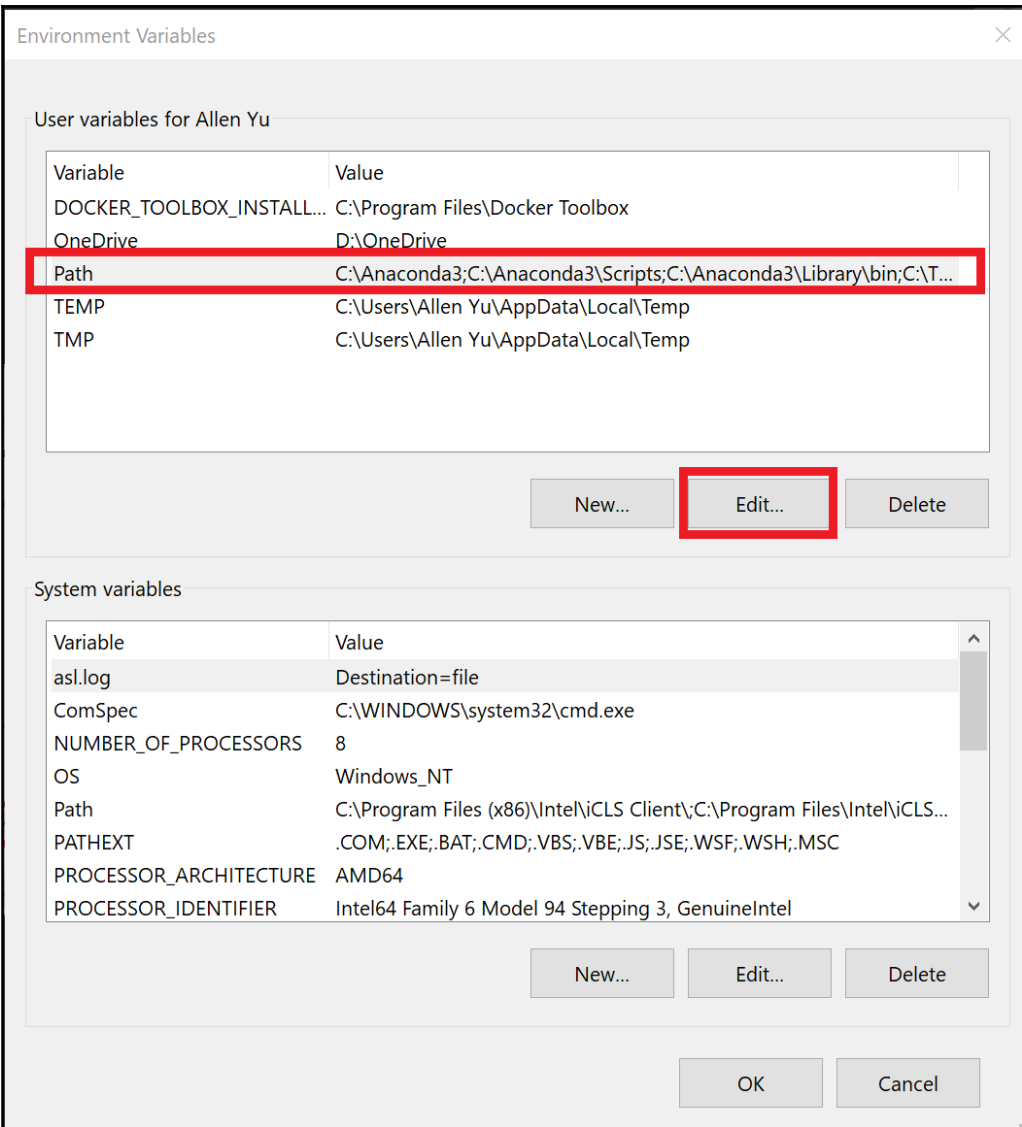 Environment Variables
User variables for Allen Yu
Variable Value
DOCKER_TOOLBOX_INSTALL... C:\Program Files\Docker Toolbox
OneDrive D:\OneDrive
Path C:\Anaconda3;C:\Anaconda3\Scripts;C:\Anaconda3\Library\bin;C:\T...
TEMP C:\Users\Allen Yu\AppData\Local\Temp
TMP C:\Users\Allen Yu\AppData\Local\Temp
New... Edit... Delete
System variables
Variable Value
asl.log Destination=file
ComSpec C:\WINDOWS\system32\cmd.exe
NUMBER_OF_PROCESSORS 8
OS Windows_NT
Path C:\Program Files (x86)\Intel\iCLS Client\;C:\Program Files\Intel\iCLS...
PATHEXT .COM;.EXE;.BAT;.CMD;.VBS;.VBE;.JS;.JSE;.WSF;.WSH;.MSC
PROCESSOR_ARCHITECTURE AMD64
PROCESSOR_IDENTIFIER Intel64 Family 6 Model 94 Stepping 3, GenuineIntel
New... Edit... Delete
OK Cancel